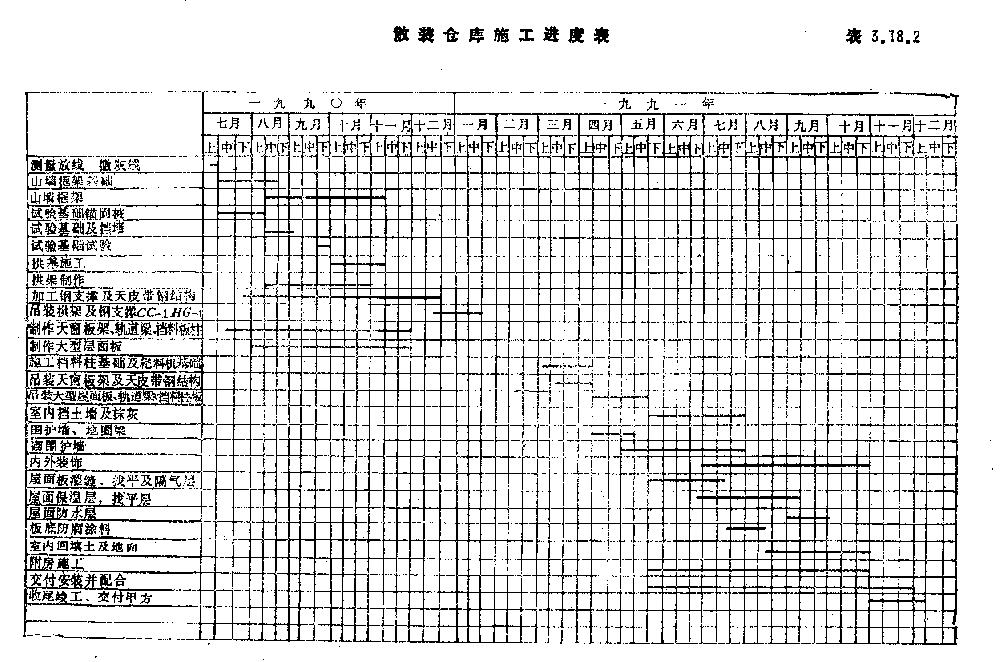 散装仓库施工进度表 表3.18.2
一九九〇年 一九九一年
七月 八月 九月 十月 十一月 十二月 一月 二月 三月 四月 五月 六月 七月 八月 九月 十月 十一月 十二月
上 中 下 上 中 下 上 中 下 上 中 下 上 中 下 上 中 下 上 中 下 上 中 下 上 中 下 上 中 下 上 中 下 上 中 下 上 中 下 上 中 下 上 中 下 上 中 下 上 中 下 上 中 下
测量放线、撒灰线
山墙框架基础
山墙框架
试验基础锚固桩
试验基础及挡墙
试验基础试验
拱基施工
拱架制作
加工钢支撑及天皮带钢结构
吊装拱架及钢支撑CC-1,HG-1
制作天窗板架、轨道梁、挡料板柱
制作大型屋面板
施工挡料柱基础及耙料机基础
吊装天窗板架及天皮带钢结构
吊装大型屋面板、轨道梁、挡料柱板
室内挡土墙及抹灰
围护墙、地圈梁
围护墙
内外装饰
屋面板灌缝、找平及隔气层
屋面保温层,找平层
屋面防水层
板底防腐涂料
室内回填土及地面
附房施工
交付安装并配合
收尾竣工、交付甲方